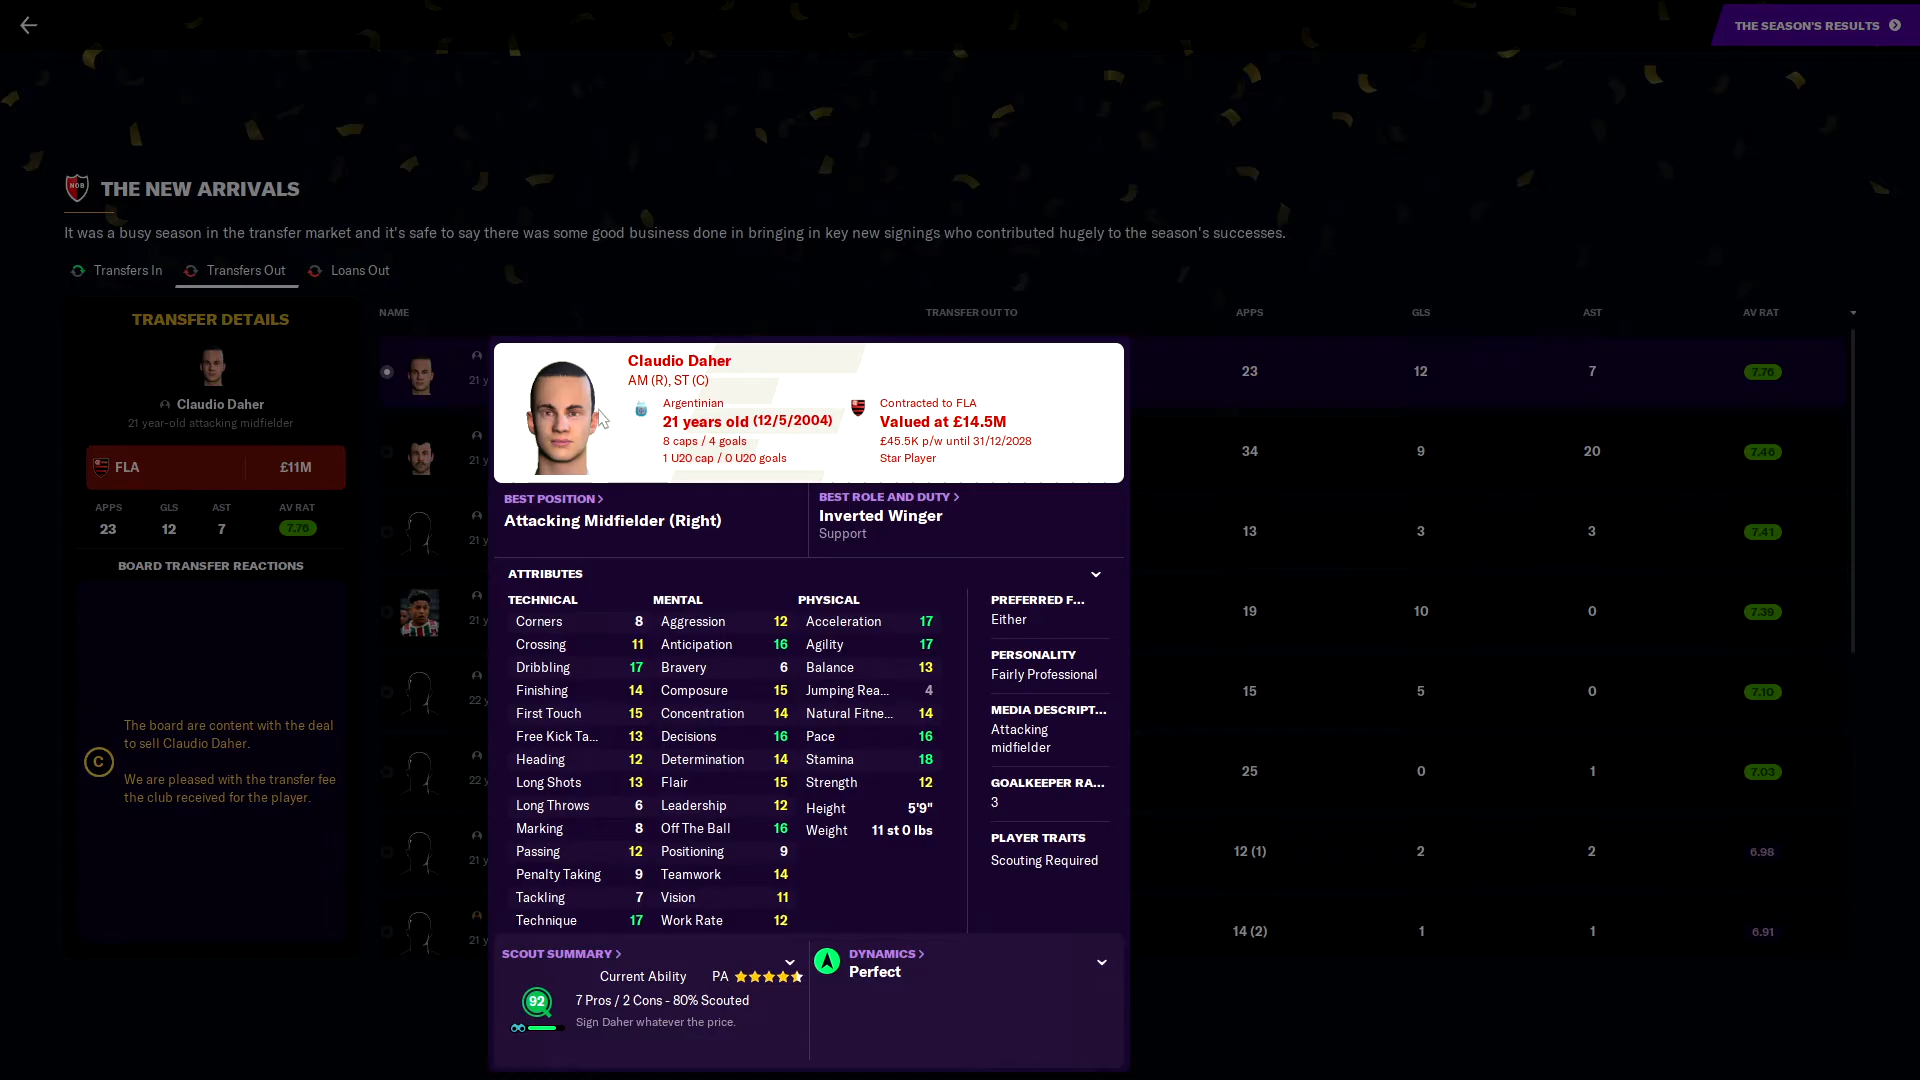 THE SEASON'S RESULTS
NOB
THE NEW ARRIVALS
It was a busy season in the transfer market and it's safe to say there was some good business done in bringing in key new signings who contributed hugely to the season's successes.
Transfers In
Transfers Out
Loans Out
TRANSFER DETAILS
Claudio Daher
21 year-old attacking midfielder
FLA £11M
APPS GLS AST AV RAT
23 12 7 7.76
BOARD TRANSFER REACTIONS
C
The board are content with the deal
to sell Claudio Daher.
We are pleased with the transfer fee
the club received for the player.
NAME TRANSFER OUT TO APPS GLS AST AV RAT
21 y 23 12 7 7.76
21 y 34 9 20 7.46
21 y 13 3 3 7.41
21 y 19 10 0 7.39
22 y 15 5 0 7.10
22 y 25 0 1 7.03
21 y 12 (1) 2 2 6.98
21 y 14 (2) 1 1 6.91
Claudio Daher
AM (R), ST (C)
Argentinian
21 years old (12/5/2004)
8 caps / 4 goals
1 U20 cap / 0 U20 goals
Contracted to FLA
Valued at £14.5M
£45.5K p/w until 31/12/2028
Star Player
BEST POSITION
Attacking Midfielder (Right)
BEST ROLE AND DUTY
Inverted Winger
Support
ATTRIBUTES
TECHNICAL
Corners 8
Crossing 11
Dribbling 17
Finishing 14
First Touch 15
Free Kick Ta... 13
Heading 12
Long Shots 13
Long Throws 6
Marking 8
Passing 12
Penalty Taking 9
Tackling 7
Technique 17
MENTAL
Aggression 12
Anticipation 16
Bravery 6
Composure 15
Concentration 14
Decisions 16
Determination 14
Flair 15
Leadership 12
Off The Ball 16
Positioning 9
Teamwork 14
Vision 11
Work Rate 12
PHYSICAL
Acceleration 17
Agility 17
Balance 13
Jumping Rea... 4
Natural Fitne... 14
Pace 16
Stamina 18
Strength 12
Height 5'9"
Weight 11 st 0 lbs
PREFERRED F...
Either
PERSONALITY
Fairly Professional
MEDIA DESCRIPT...
Attacking
midfielder
GOALKEEPER RA...
3
PLAYER TRAITS
Scouting Required
SCOUT SUMMARY
Current Ability PA
92
7 Pros / 2 Cons - 80% Scouted
Sign Daher whatever the price.
DYNAMICS
Perfect